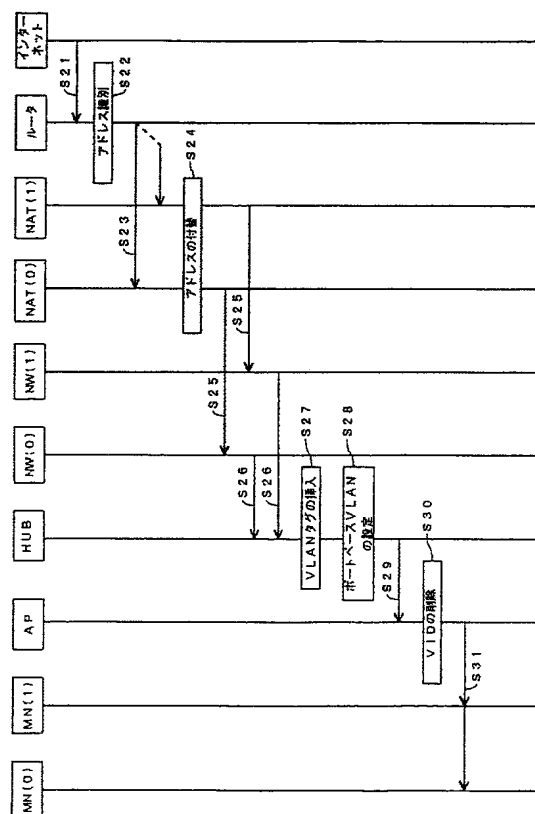 インターネット
ルータ
NAT(1)
NAT(0)
NW(1)
NW(0)
HUB
AP
MN(1)
MN(0)
S21
アドレス識別
S22
S23
アドレスの付替
S24
S25
S25
S26
S26
VLANタグの挿入
S27
ポートベースVLAN
の設定
S28
S29
VIDの削除
S30
S31